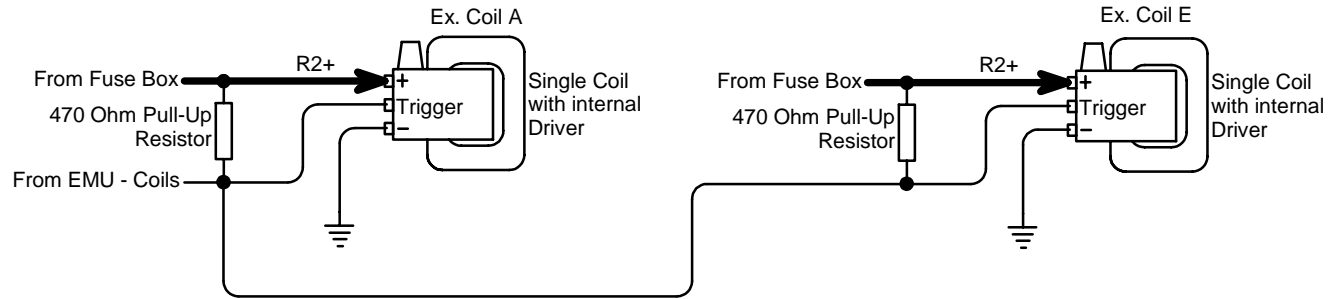 Ex. Coil A
From Fuse Box
R2+
+
Trigger
−
Single Coil
with internal
Driver
470 Ohm Pull-Up
Resistor
From EMU - Coils
Ex. Coil E
From Fuse Box
R2+
+
Trigger
−
Single Coil
with internal
Driver
470 Ohm Pull-Up
Resistor